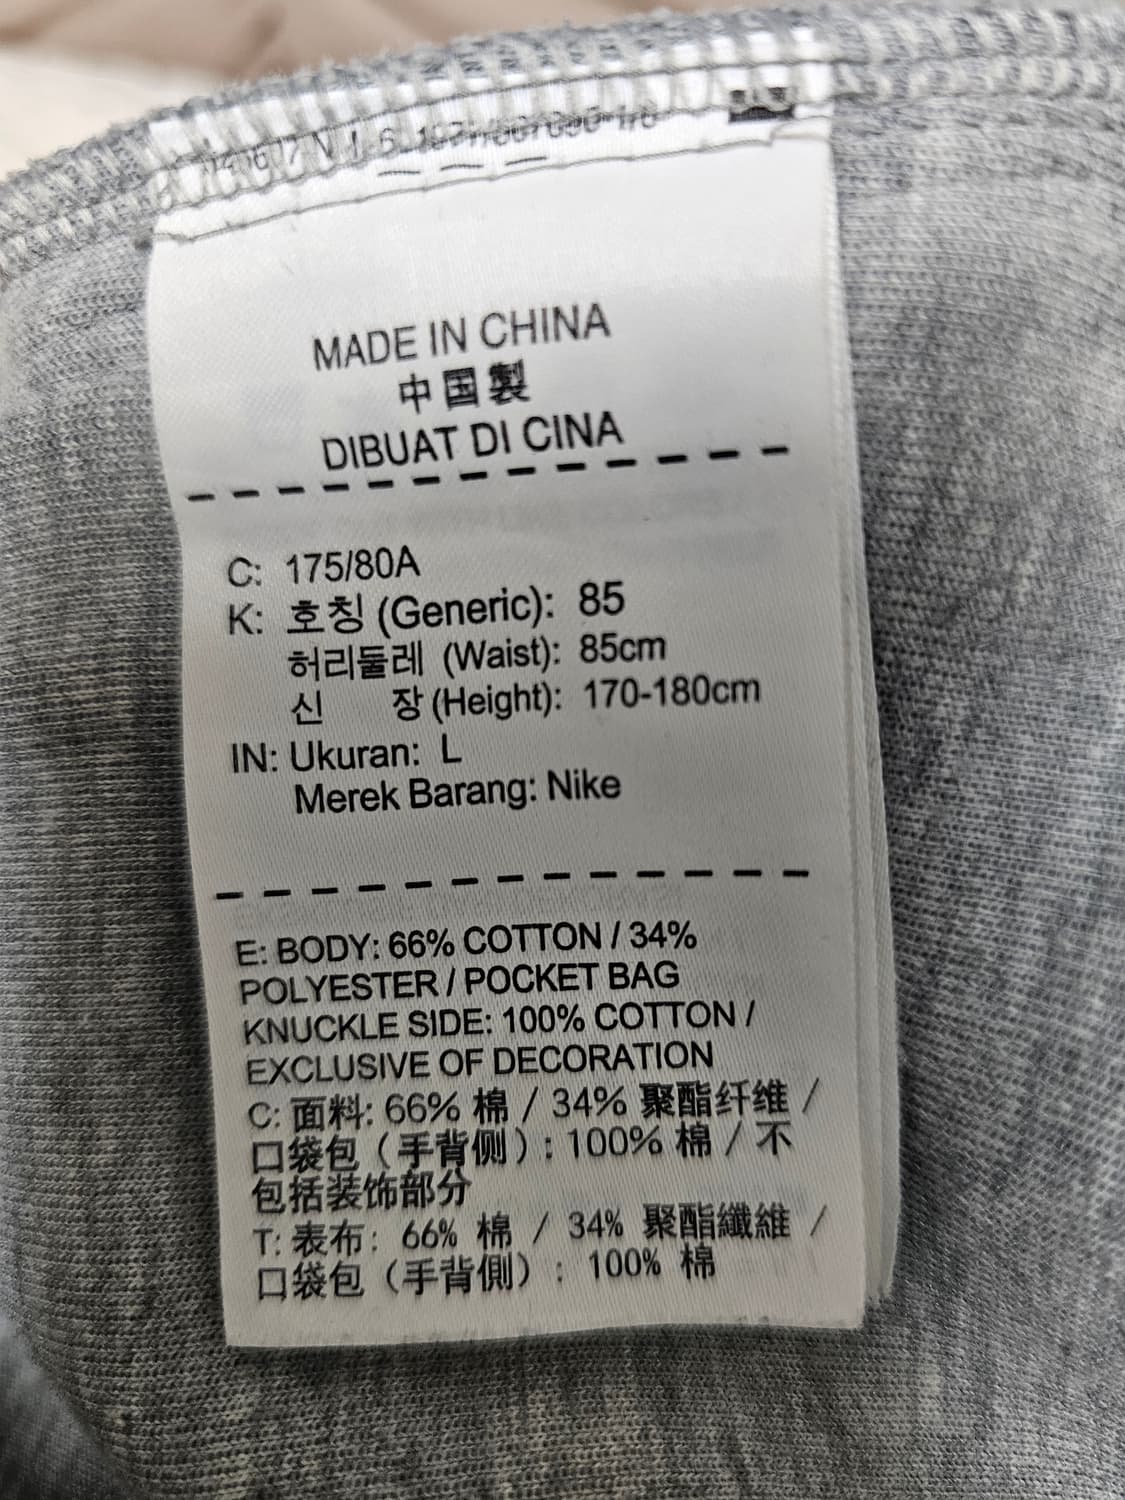 MADE IN CHINA
中国製
DIBUAT DI CINA
C: 175/80A
K: 호칭 (Generic): 85
허리둘레 (Waist): 85cm
신 장 (Height): 170-180cm
IN: Ukuran: L
Merek Barang: Nike
E: BODY: 66% COTTON / 34%
POLYESTER / POCKET BAG
KNUCKLE SIDE: 100% COTTON /
EXCLUSIVE OF DECORATION
C: 面料: 66% 棉 / 34% 聚酯纤维 /
口袋包（手背侧）: 100% 棉 / 不
包括装饰部分
T: 表布: 66% 棉 / 34% 聚酯纖維 /
口袋包（手背側）: 100% 棉